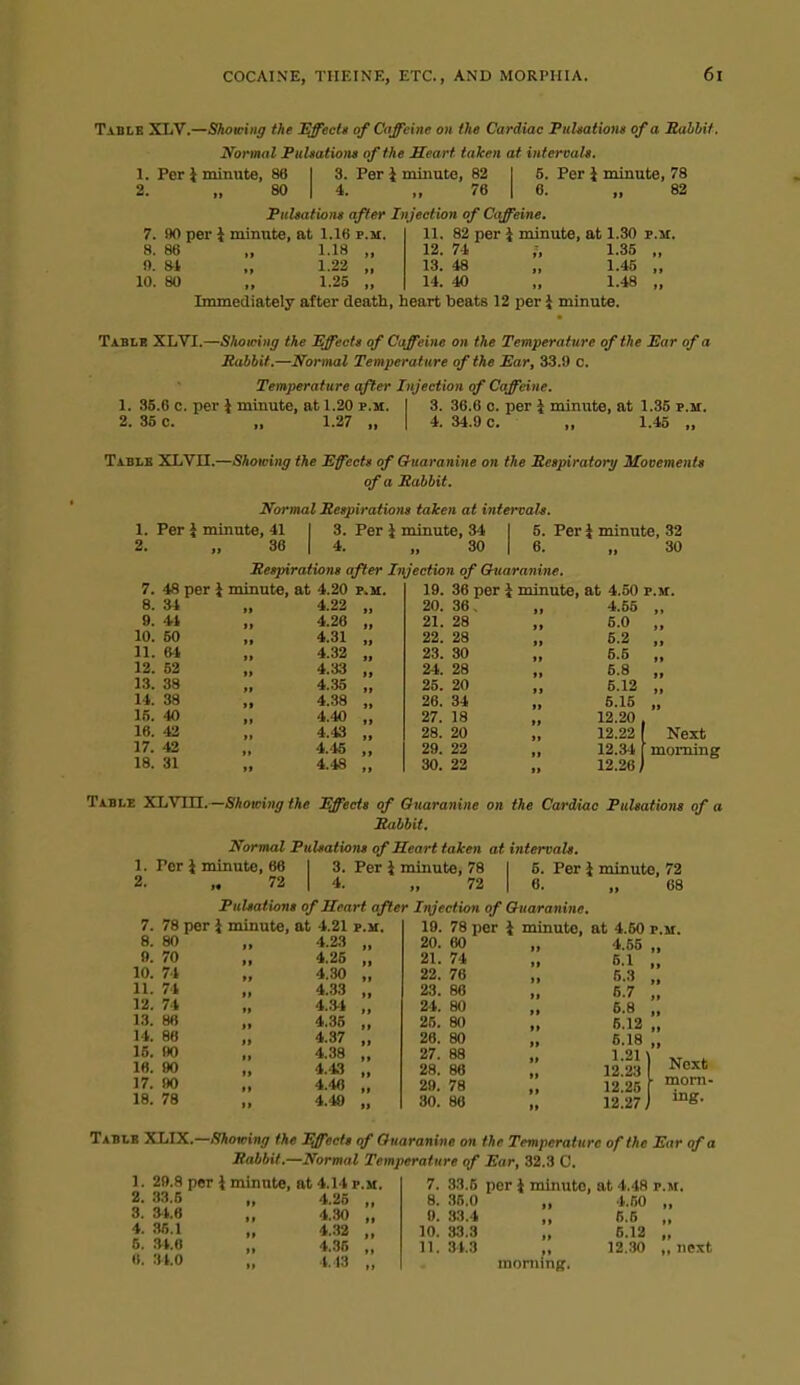 COCAINE, THEINE, ETC., AND MORPHIA. 61
TABLE XLV.—Showing the Effects of Caffeine on the Cardiac Pulsations of a Rabbit.
Normal Pulsations of the Heart taken at intervals.
1. Per ¼ minute, 86 | 3. Per ¼ minute, 82 | 5. Per ¼ minute, 78
2. „ 80 | 4. „ 76 | 6. „ 82
Pulsations after Injection of Caffeine.
7. 90 per ¼ minute, at 1.16 P.M. | 11. 82 per ¼ minute, at 1.30 P.M.
8. 86 „ 1.18 „ | 12. 74 „ 1.35 „
9. 84 „ 1.22 „ | 13. 48 „ 1.45 „
10. 80 „ 1.25 „ | 14. 40 „ 1.48 „
Immediately after death, heart beats 12 per ¼ minute.
TABLE XLVI.—Showing the Effects of Caffeine on the Temperature of the Ear of a
Rabbit.—Normal Temperature of the Ear, 33.9 C.
Temperature after Injection of Caffeine.
1. 35.6 C. per ¼ minute, at 1.20 P.M. | 3. 36.6 C. per ¼ minute, at 1.35 P.M.
2. 35 C. „ 1.27 „ | 4. 34.9 C. „ 1.45 „
TABLE XLVII.—Showing the Effects of Guaranine on the Respiratory Movements
of a Rabbit.
Normal Respirations taken at intervals.
1. Per ¼ minute, 41 | 3. Per ¼ minute, 34 | 5. Per ¼ minute, 32
2. „ 36 | 4. „ 30 | 6. „ 30
Respirations after Injection of Guaranine.
7. 48 per ¼ minute, at 4.20 P.M. | 19. 36 per ¼ minute, at 4.50 P.M.
8. 34 „ 4.22 „ | 20. 36 „ 4.55 „
9. 44 „ 4.26 „ | 21. 28 „ 5.0 „
10. 50 „ 4.31 „ | 22. 28 „ 5.2 „
11. 64 „ 4.32 „ | 23. 30 „ 5.5 „
12. 52 „ 4.33 „ | 24. 28 „ 5.8 „
13. 38 „ 4.35 „ | 25. 20 „ 5.12 „
14. 38 „ 4.38 „ | 26. 34 „ 5.15 „
15. 40 „ 4.40 „ | 27. 18 „ 12.20
16. 42 „ 4.43 „ | 28. 20 „ 12.22 Next
17. 42 „ 4.45 „ | 29. 22 „ 12.34 morning
18. 31 „ 4.48 „ | 30. 22 „ 12.26
TABLE XLVIII.—Showing the Effects of Guaranine on the Cardiac Pulsations of a
Rabbit.
Normal Pulsations of Heart taken at intervals.
1. Per ¼ minute, 66 | 3. Per ¼ minute, 78 | 5. Per ¼ minute, 72
2. „ 72 | 4. „ 72 | 6. „ 68
Pulsations of Heart after Injection of Guaranine.
7. 78 per ¼ minute, at 4.21 P.M. | 19. 78 per ¼ minute, at 4.50 P.M.
8. 80 „ 4.23 „ | 20. 60 „ 4.55 „
9. 70 „ 4.25 „ | 21. 74 „ 5.1 „
10. 74 „ 4.30 „ | 22. 76 „ 5.3 „
11. 74 „ 4.33 „ | 23. 86 „ 5.7 „
12. 74 „ 4.34 „ | 24. 80 „ 5.8 „
13. 86 „ 4.35 „ | 25. 80 „ 5.12 „
14. 86 „ 4.37 „ | 26. 80 „ 5.18 „
15. 90 „ 4.38 „ | 27. 88 „ 1.21
16. 90 „ 4.43 „ | 28. 86 „ 12.23 Next
17. 90 „ 4.46 „ | 29. 78 „ 12.25 morn-
18. 78 „ 4.49 „ | 30. 86 „ 12.27 ing.
TABLE XLIX.—Showing the Effects of Guaranine on the Temperature of the Ear of a
Rabbit.—Normal Temperature of Ear, 32.3 C.
1. 29.8 per ¼ minute, at 4.14 P.M. | 7. 33.5 per ¼ minute, at 4.48 P.M.
2. 33.5 „ 4.25 „ | 8. 35.0 „ 4.50 „
3. 34.6 „ 4.30 „ | 9. 33.4 „ 5.5 „
4. 35.1 „ 4.32 „ | 10. 33.3 „ 5.12 „
5. 34.6 „ 4.35 „ | 11. 34.3 „ 12.30 „ next
6. 34.0 „ 4.43 „ | morning.